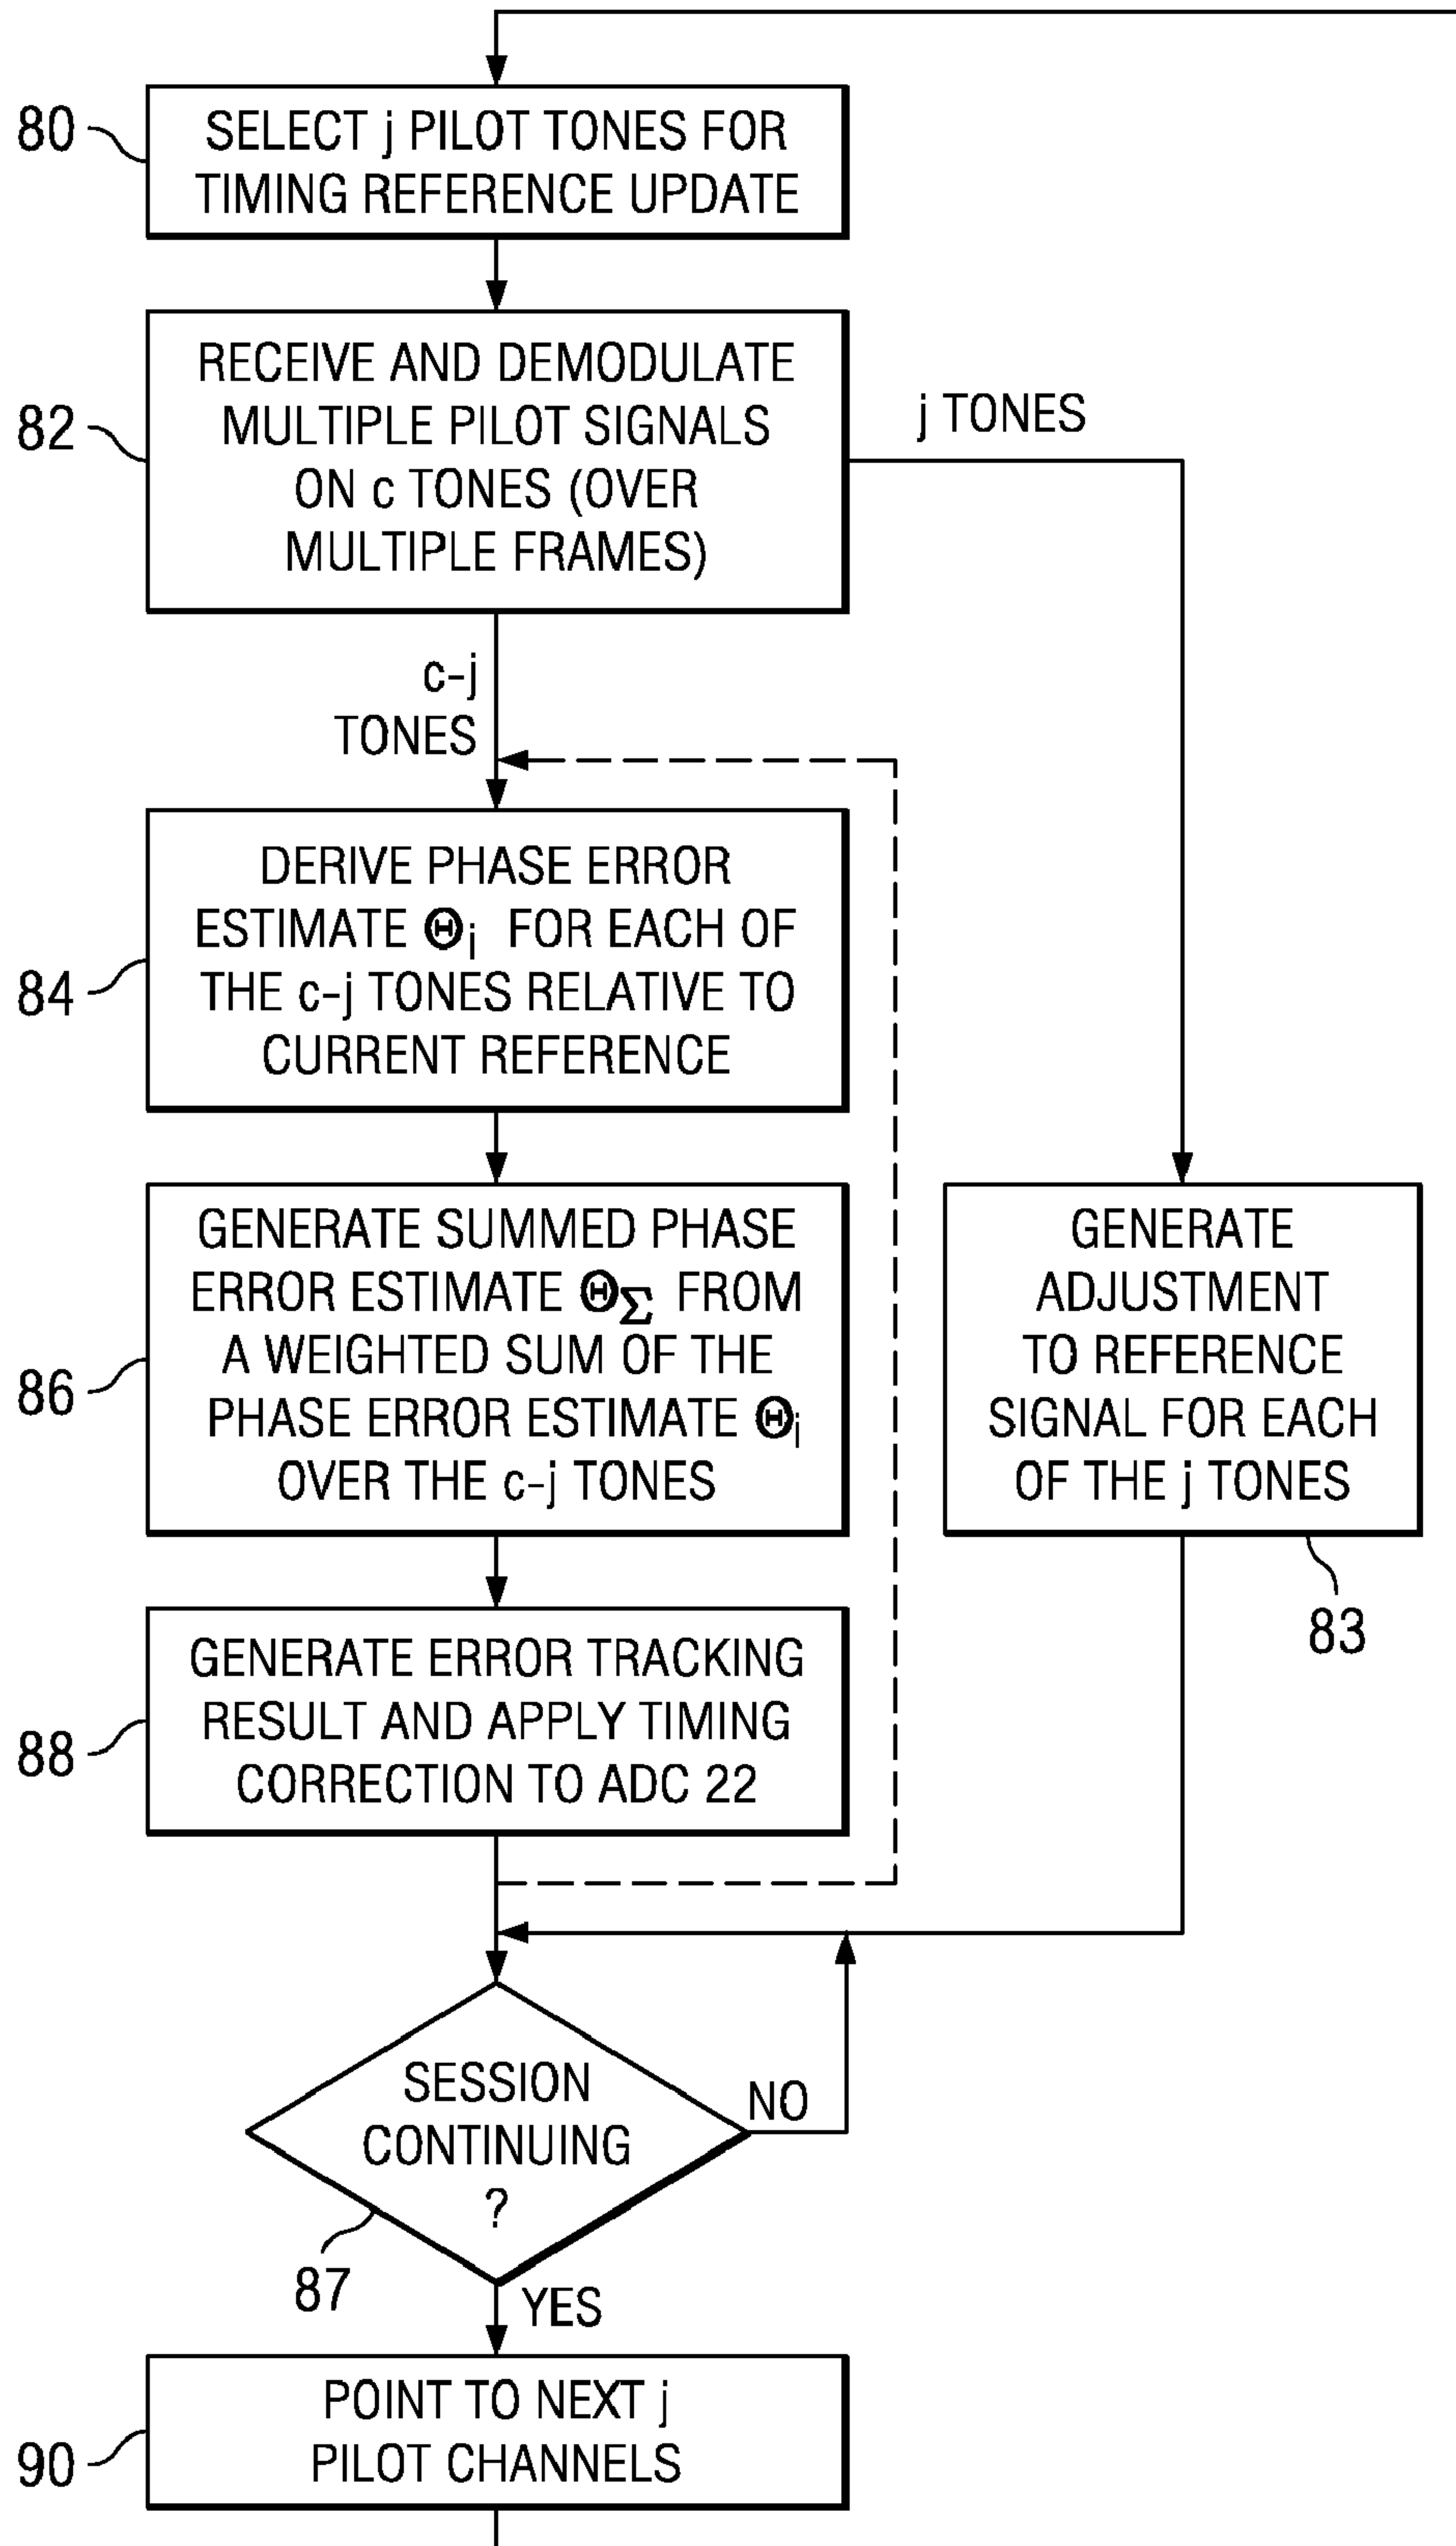 80
SELECT j PILOT TONES FOR
TIMING REFERENCE UPDATE
82
RECEIVE AND DEMODULATE
MULTIPLE PILOT SIGNALS
ON c TONES (OVER
MULTIPLE FRAMES)
j TONES
c-j
TONES
84
DERIVE PHASE ERROR
ESTIMATE Θi FOR EACH OF
THE c-j TONES RELATIVE TO
CURRENT REFERENCE
86
GENERATE SUMMED PHASE
ERROR ESTIMATE ΘΣ FROM
A WEIGHTED SUM OF THE
PHASE ERROR ESTIMATE Θi
OVER THE c-j TONES
GENERATE
ADJUSTMENT
TO REFERENCE
SIGNAL FOR EACH
OF THE j TONES
83
88
GENERATE ERROR TRACKING
RESULT AND APPLY TIMING
CORRECTION TO ADC 22
SESSION
CONTINUING
?
NO
87
YES
90
POINT TO NEXT j
PILOT CHANNELS